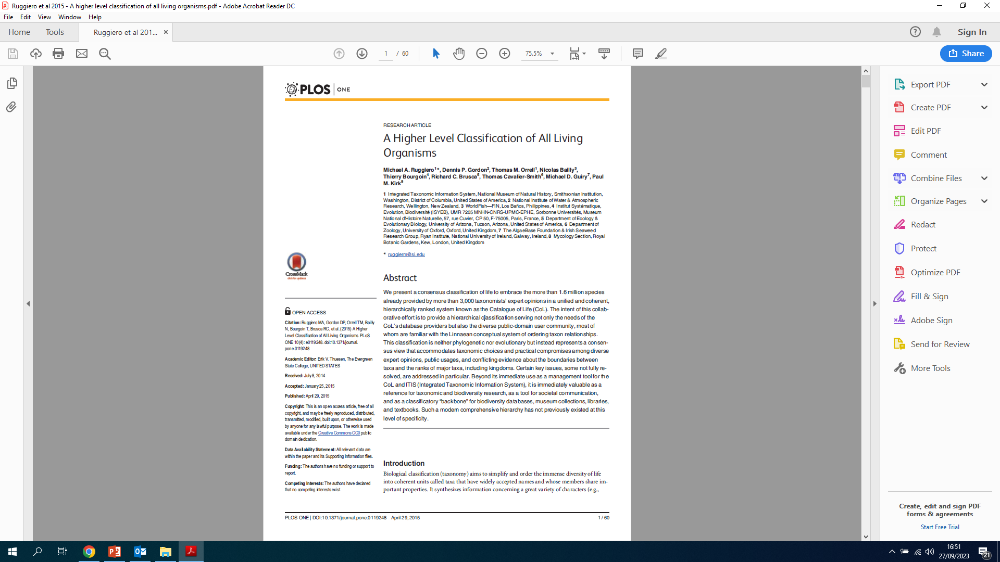 Ruggiero et al 2015 - A higher level classification of all living organisms.pdf - Adobe Acrobat Reader DC
File Edit View Window Help
Home Tools Ruggiero et al 201... × Sign In
1 / 60 75.5% Share
PLOS ONE
RESEARCH ARTICLE
A Higher Level Classification of All Living
Organisms
Michael A. Ruggiero1*, Dennis P. Gordon2, Thomas M. Orrell1, Nicolas Bailly3,
Thierry Bourgoin4, Richard C. Brusca5, Thomas Cavalier-Smith6, Michael D. Guiry7, Paul
M. Kirk8
1 Integrated Taxonomic Information System, National Museum of Natural History, Smithsonian Institution,
Washington, District of Columbia, United States of America, 2 National Institute of Water & Atmospheric
Research, Wellington, New Zealand, 3 WorldFish—FIN, Los Baños, Philippines, 4 Institut Systématique,
Evolution, Biodiversité (ISYEB), UMR 7205 MNHN-CNRS-UPMC-EPHE, Sorbonne Universités, Museum
National d'Histoire Naturelle, 57, rue Cuvier, CP 50, F-75005, Paris, France, 5 Department of Ecology &
Evolutionary Biology, University of Arizona, Tucson, Arizona, United States of America, 6 Department of
Zoology, University of Oxford, Oxford, United Kingdom, 7 The AlgaeBase Foundation & Irish Seaweed
Research Group, Ryan Institute, National University of Ireland, Galway, Ireland, 8 Mycology Section, Royal
Botanic Gardens, Kew, London, United Kingdom
* ruggierm@si.edu
CrossMark
click for updates
OPEN ACCESS
Citation: Ruggiero MA, Gordon DP, Orrell TM, Bailly
N, Bourgoin T, Brusca RC, et al. (2015) A Higher
Level Classification of All Living Organisms. PLoS
ONE 10(4): e0119248. doi:10.1371/journal.
pone.0119248
Academic Editor: Erik V. Thuesen, The Evergreen
State College, UNITED STATES
Received: July 8, 2014
Accepted: January 25, 2015
Published: April 29, 2015
Copyright: This is an open access article, free of all
copyright, and may be freely reproduced, distributed,
transmitted, modified, built upon, or otherwise used
by anyone for any lawful purpose. The work is made
available under the Creative Commons CC0 public
domain dedication.
Data Availability Statement: All relevant data are
within the paper and its Supporting Information files.
Funding: The authors have no funding or support to
report.
Competing Interests: The authors have declared
that no competing interests exist.
Abstract
We present a consensus classification of life to embrace the more than 1.6 million species
already provided by more than 3,000 taxonomists' expert opinions in a unified and coherent,
hierarchically ranked system known as the Catalogue of Life (CoL). The intent of this collab-
orative effort is to provide a hierarchical classification serving not only the needs of the
CoL's database providers but also the diverse public-domain user community, most of
whom are familiar with the Linnaean conceptual system of ordering taxon relationships.
This classification is neither phylogenetic nor evolutionary but instead represents a consen-
sus view that accommodates taxonomic choices and practical compromises among diverse
expert opinions, public usages, and conflicting evidence about the boundaries between
taxa and the ranks of major taxa, including kingdoms. Certain key issues, some not fully re-
solved, are addressed in particular. Beyond its immediate use as a management tool for the
CoL and ITIS (Integrated Taxonomic Information System), it is immediately valuable as a
reference for taxonomic and biodiversity research, as a tool for societal communication,
and as a classificatory “backbone” for biodiversity databases, museum collections, libraries,
and textbooks. Such a modern comprehensive hierarchy has not previously existed at this
level of specificity.
Introduction
Biological classification (taxonomy) aims to simplify and order the immense diversity of life
into coherent units called taxa that have widely accepted names and whose members share im-
portant properties. It synthesizes information concerning a great variety of characters (e.g.,
PLOS ONE | DOI:10.1371/journal.pone.0119248 April 29, 2015 1 / 60
Export PDF
Create PDF
Edit PDF
Comment
Combine Files
Organize Pages
Redact
Protect
Optimize PDF
Fill & Sign
Adobe Sign
Send for Review
More Tools
Create, edit and sign PDF
forms & agreements
Start Free Trial
16:51
27/09/2023
21